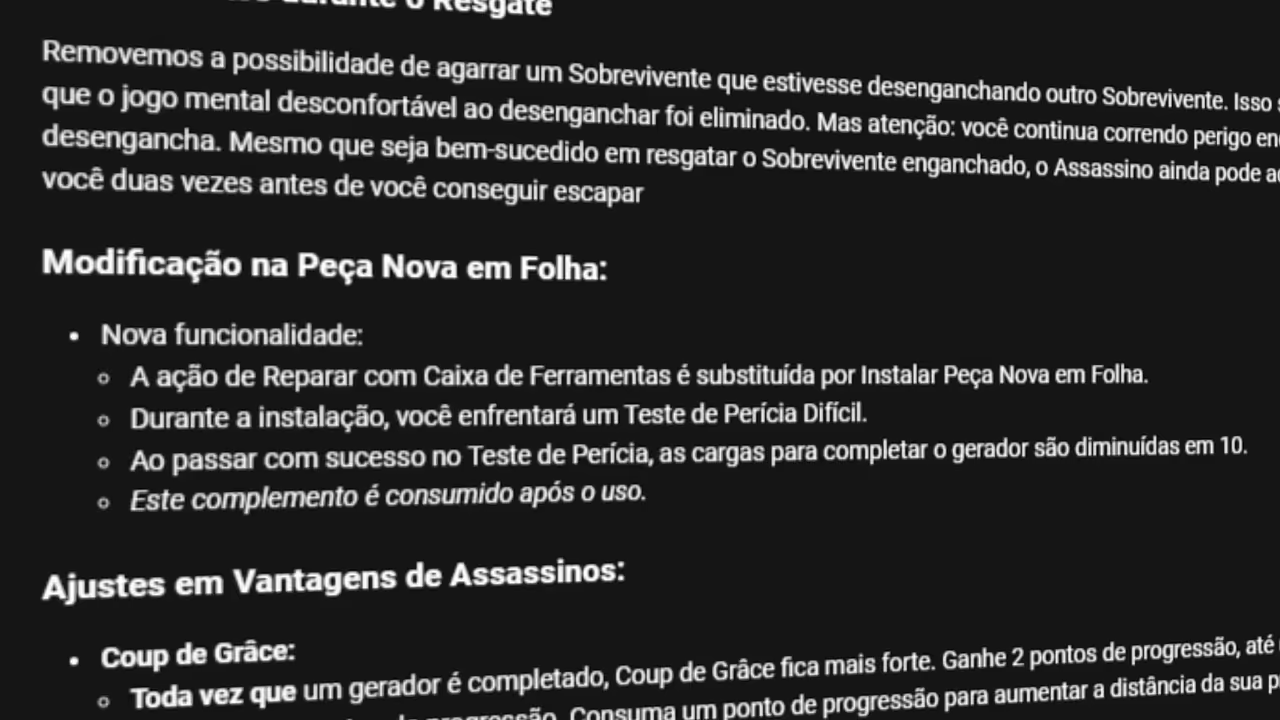 durante o Resgate
Removemos a possibilidade de agarrar um Sobrevivente que estivesse desenganchando outro Sobrevivente. Isso
que o jogo mental desconfortável ao desenganchar foi eliminado. Mas atenção: você continua correndo perigo
desengancha. Mesmo que seja bem-sucedido em resgatar o Sobrevivente enganchado, o Assassino ainda pode
você duas vezes antes de você conseguir escapar
Modificação na Peça Nova em Folha:
• Nova funcionalidade:
○ A ação de Reparar com Caixa de Ferramentas é substituída por Instalar Peça Nova em Folha.
○ Durante a instalação, você enfrentará um Teste de Perícia Difícil.
○ Ao passar com sucesso no Teste de Perícia, as cargas para completar o gerador são diminuídas em 10.
○ Este complemento é consumido após o uso.
Ajustes em Vantagens de Assassinos:
• Coup de Grâce:
○ Toda vez que um gerador é completado, Coup de Grâce fica mais forte. Ganhe 2 pontos de progressão, até
progressão. Consuma um ponto de progressão para aumentar a distância da sua